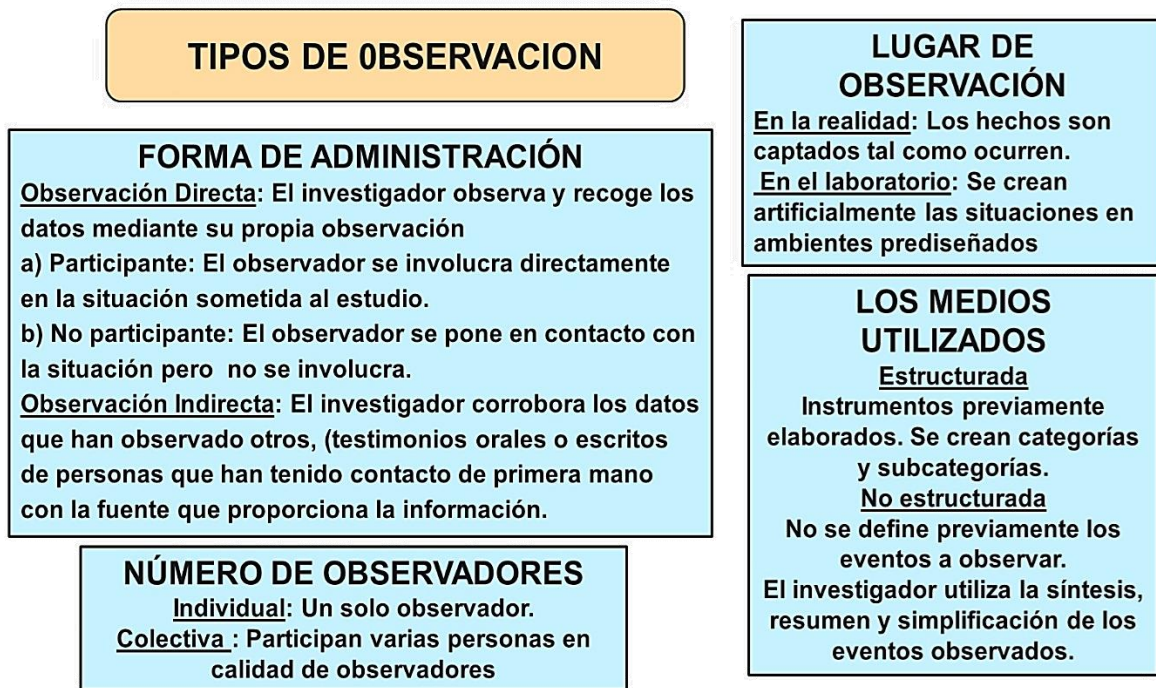 TIPOS DE 0BSERVACION
FORMA DE ADMINISTRACIÓN
Observación Directa: El investigador observa y recoge los
datos mediante su propia observación
a) Participante: El observador se involucra directamente
en la situación sometida al estudio.
b) No participante: El observador se pone en contacto con
la situación pero no se involucra.
Observación Indirecta: El investigador corrobora los datos
que han observado otros, (testimonios orales o escritos
de personas que han tenido contacto de primera mano
con la fuente que proporciona la información.
NÚMERO DE OBSERVADORES
Individual: Un solo observador.
Colectiva : Participan varias personas en
calidad de observadores
LUGAR DE
OBSERVACIÓN
En la realidad: Los hechos son
captados tal como ocurren.
En el laboratorio: Se crean
artificialmente las situaciones en
ambientes prediseñados
LOS MEDIOS
UTILIZADOS
Estructurada
Instrumentos previamente
elaborados. Se crean categorías
y subcategorías.
No estructurada
No se define previamente los
eventos a observar.
El investigador utiliza la síntesis,
resumen y simplificación de los
eventos observados.